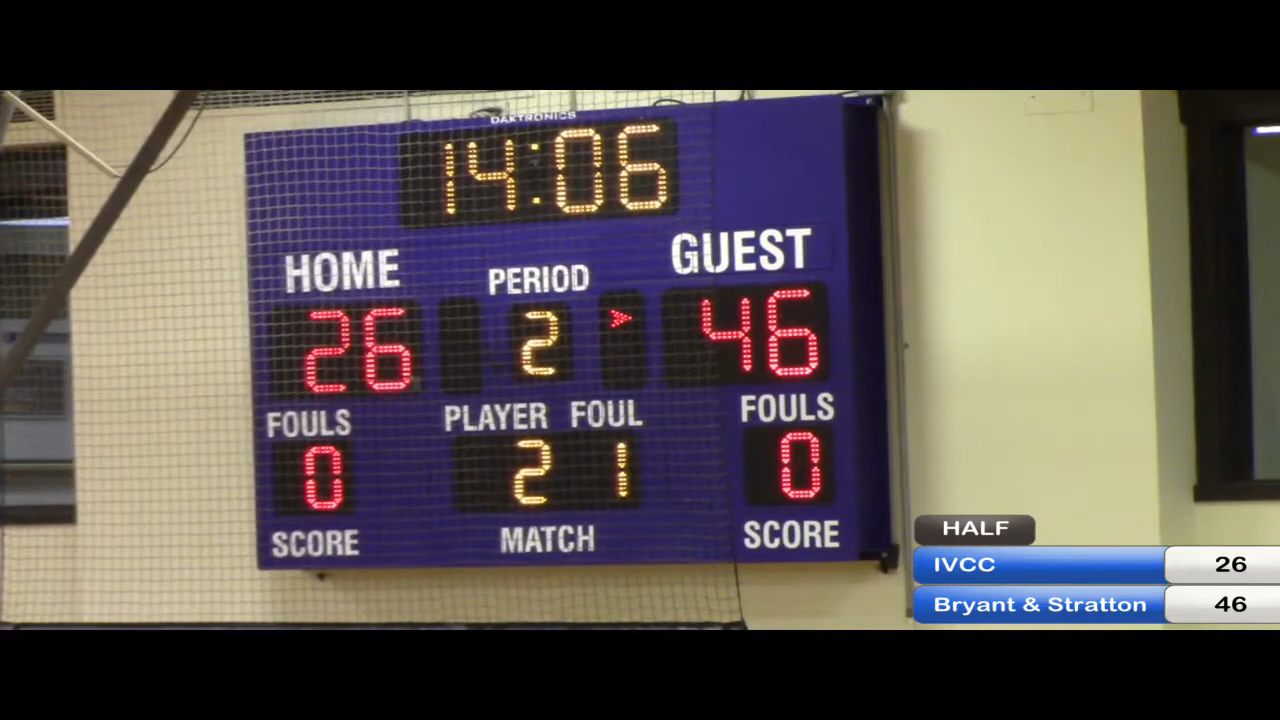 DAKTRONICS
14:06
HOME PERIOD GUEST
26 2 46
FOULS PLAYER FOUL FOULS
0 2 1 0
SCORE MATCH SCORE
HALF
IVCC 26
Bryant & Stratton 46